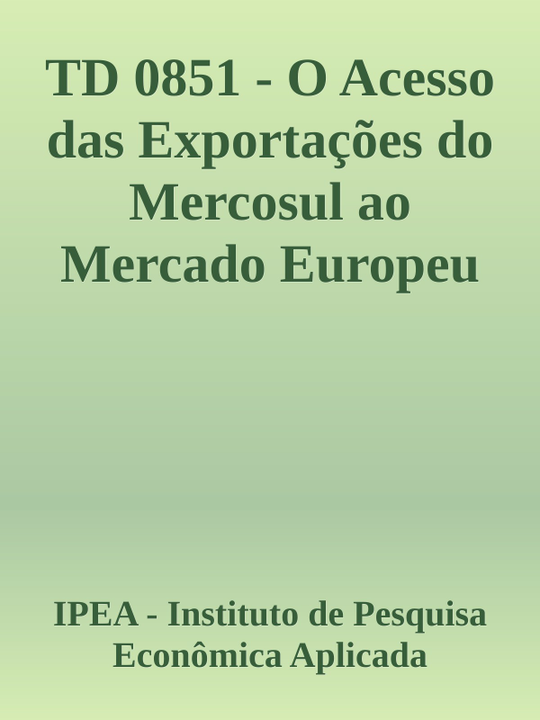 TD 0851 - O Acesso
das Exportações do
Mercosul ao
Mercado Europeu
IPEA - Instituto de Pesquisa
Econômica Aplicada